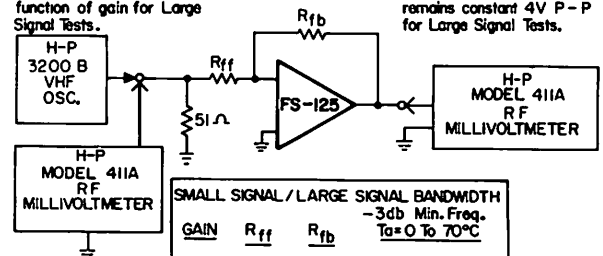 function of gain for Large
Signal Tests.
remains constant 4V P-P
for Large Signal Tests.
H-P
3200 B
VHF
OSC.
Rff
Rfb
51Ω
FS-125
H-P
MODEL 411A
RF
MILLIVOLTMETER
H-P
MODEL 411A
RF
MILLIVOLTMETER
SMALL SIGNAL/LARGE SIGNAL BANDWIDTH
-3db Min. Freq.
GAIN Rff Rfb Ta=0 To 70°C